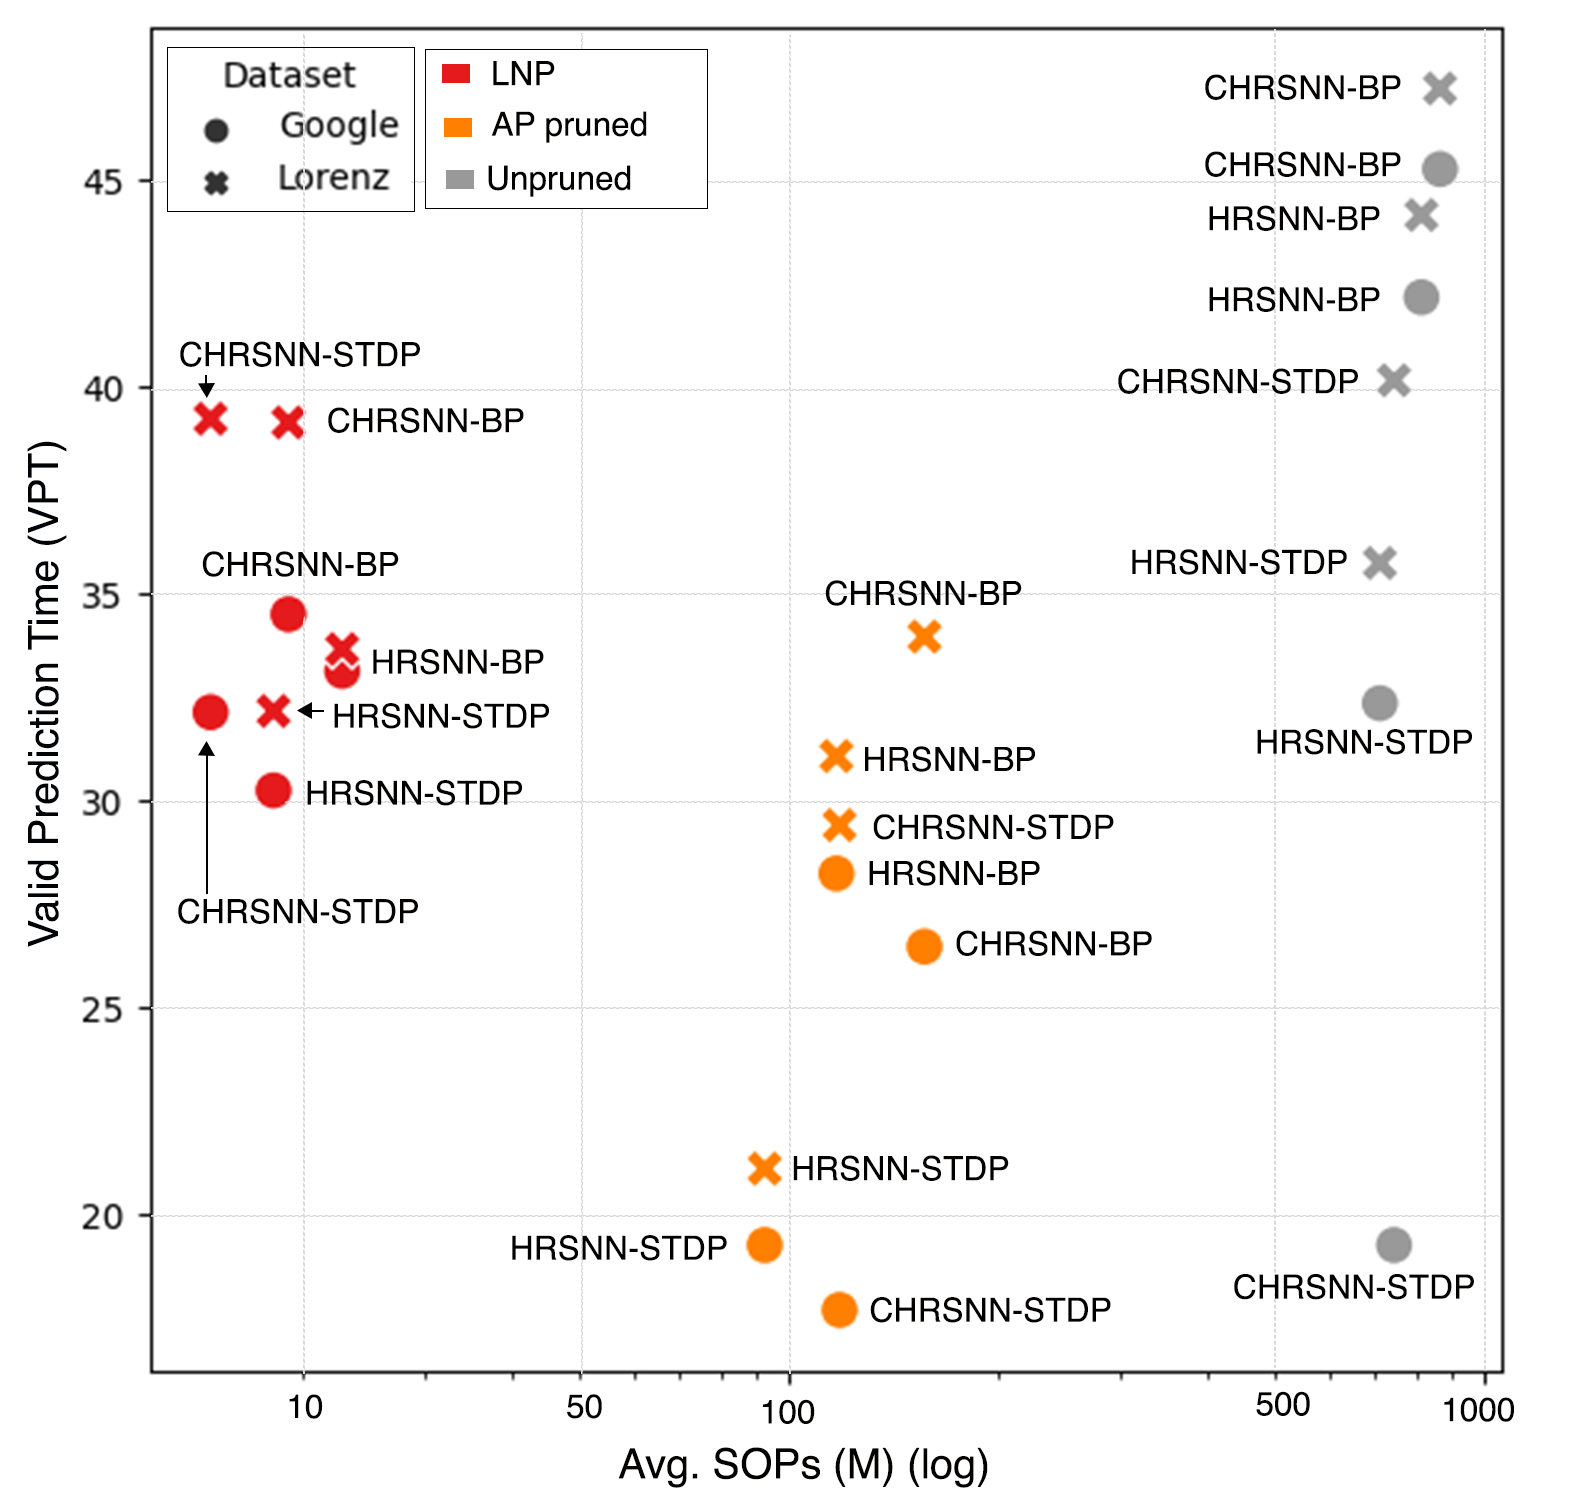 Dataset
Google
Lorenz
LNP
AP pruned
Unpruned
CHRSNN-BP
CHRSNN-BP
HRSNN-BP
HRSNN-BP
CHRSNN-STDP
CHRSNN-STDP
CHRSNN-BP
CHRSNN-BP
HRSNN-STDP
CHRSNN-BP
HRSNN-BP
HRSNN-STDP
HRSNN-STDP
HRSNN-BP
HRSNN-STDP
CHRSNN-STDP
HRSNN-BP
CHRSNN-STDP
CHRSNN-BP
HRSNN-STDP
HRSNN-STDP
CHRSNN-STDP
CHRSNN-STDP
45
40
35
30
25
20
Valid Prediction Time (VPT)
10
50
100
500
1000
Avg. SOPs (M) (log)